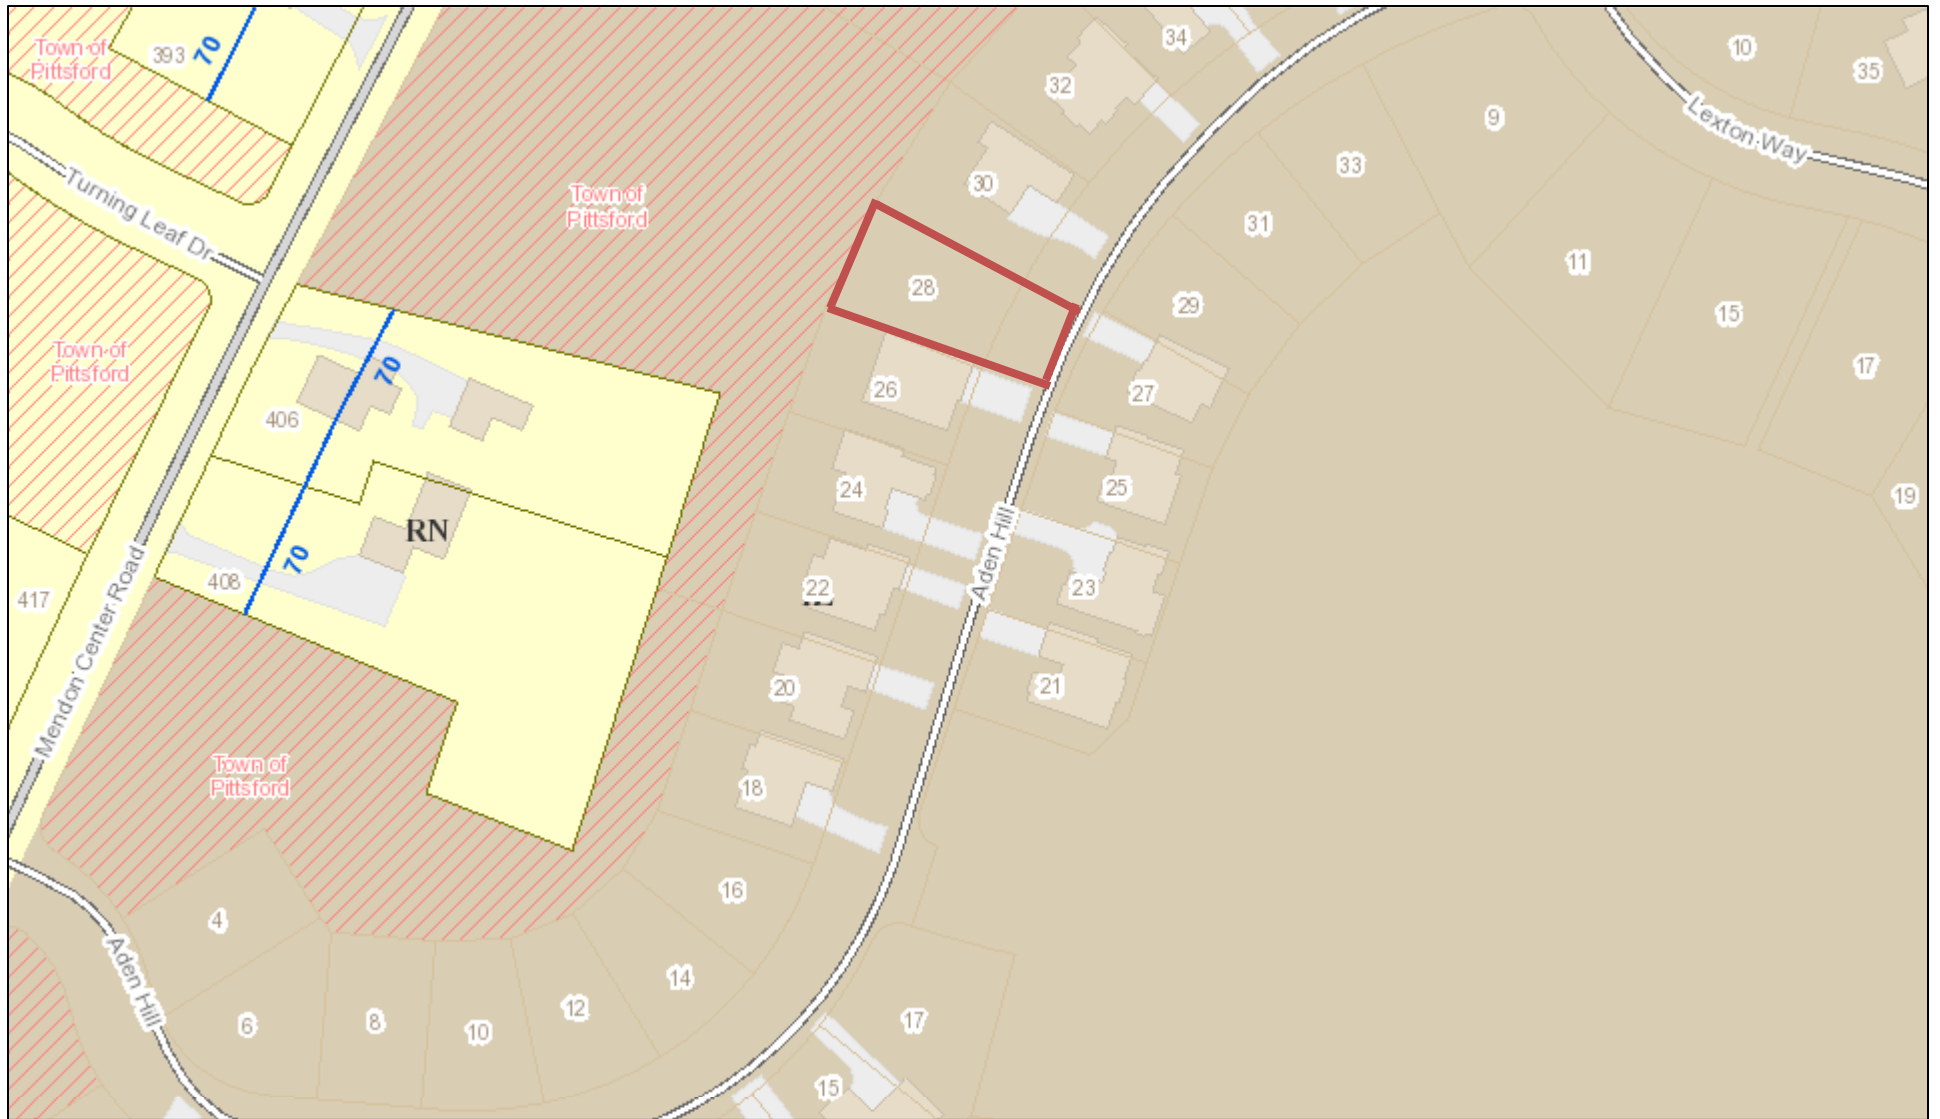 34
10
Town of
Pittsford
393
70
35
32
Lexton Way
9
33
30
Turning Leaf Dr
Town of
Pittsford
31
11
28
29
15
Town of
Pittsford
17
70
26
27
406
24
25
19
RN
Aden Hill
70
408
22
23
417
Mendon Center Road
20
21
Town of
Pittsford
18
16
4
14
12
Aden Hill
6
8
10
17
15